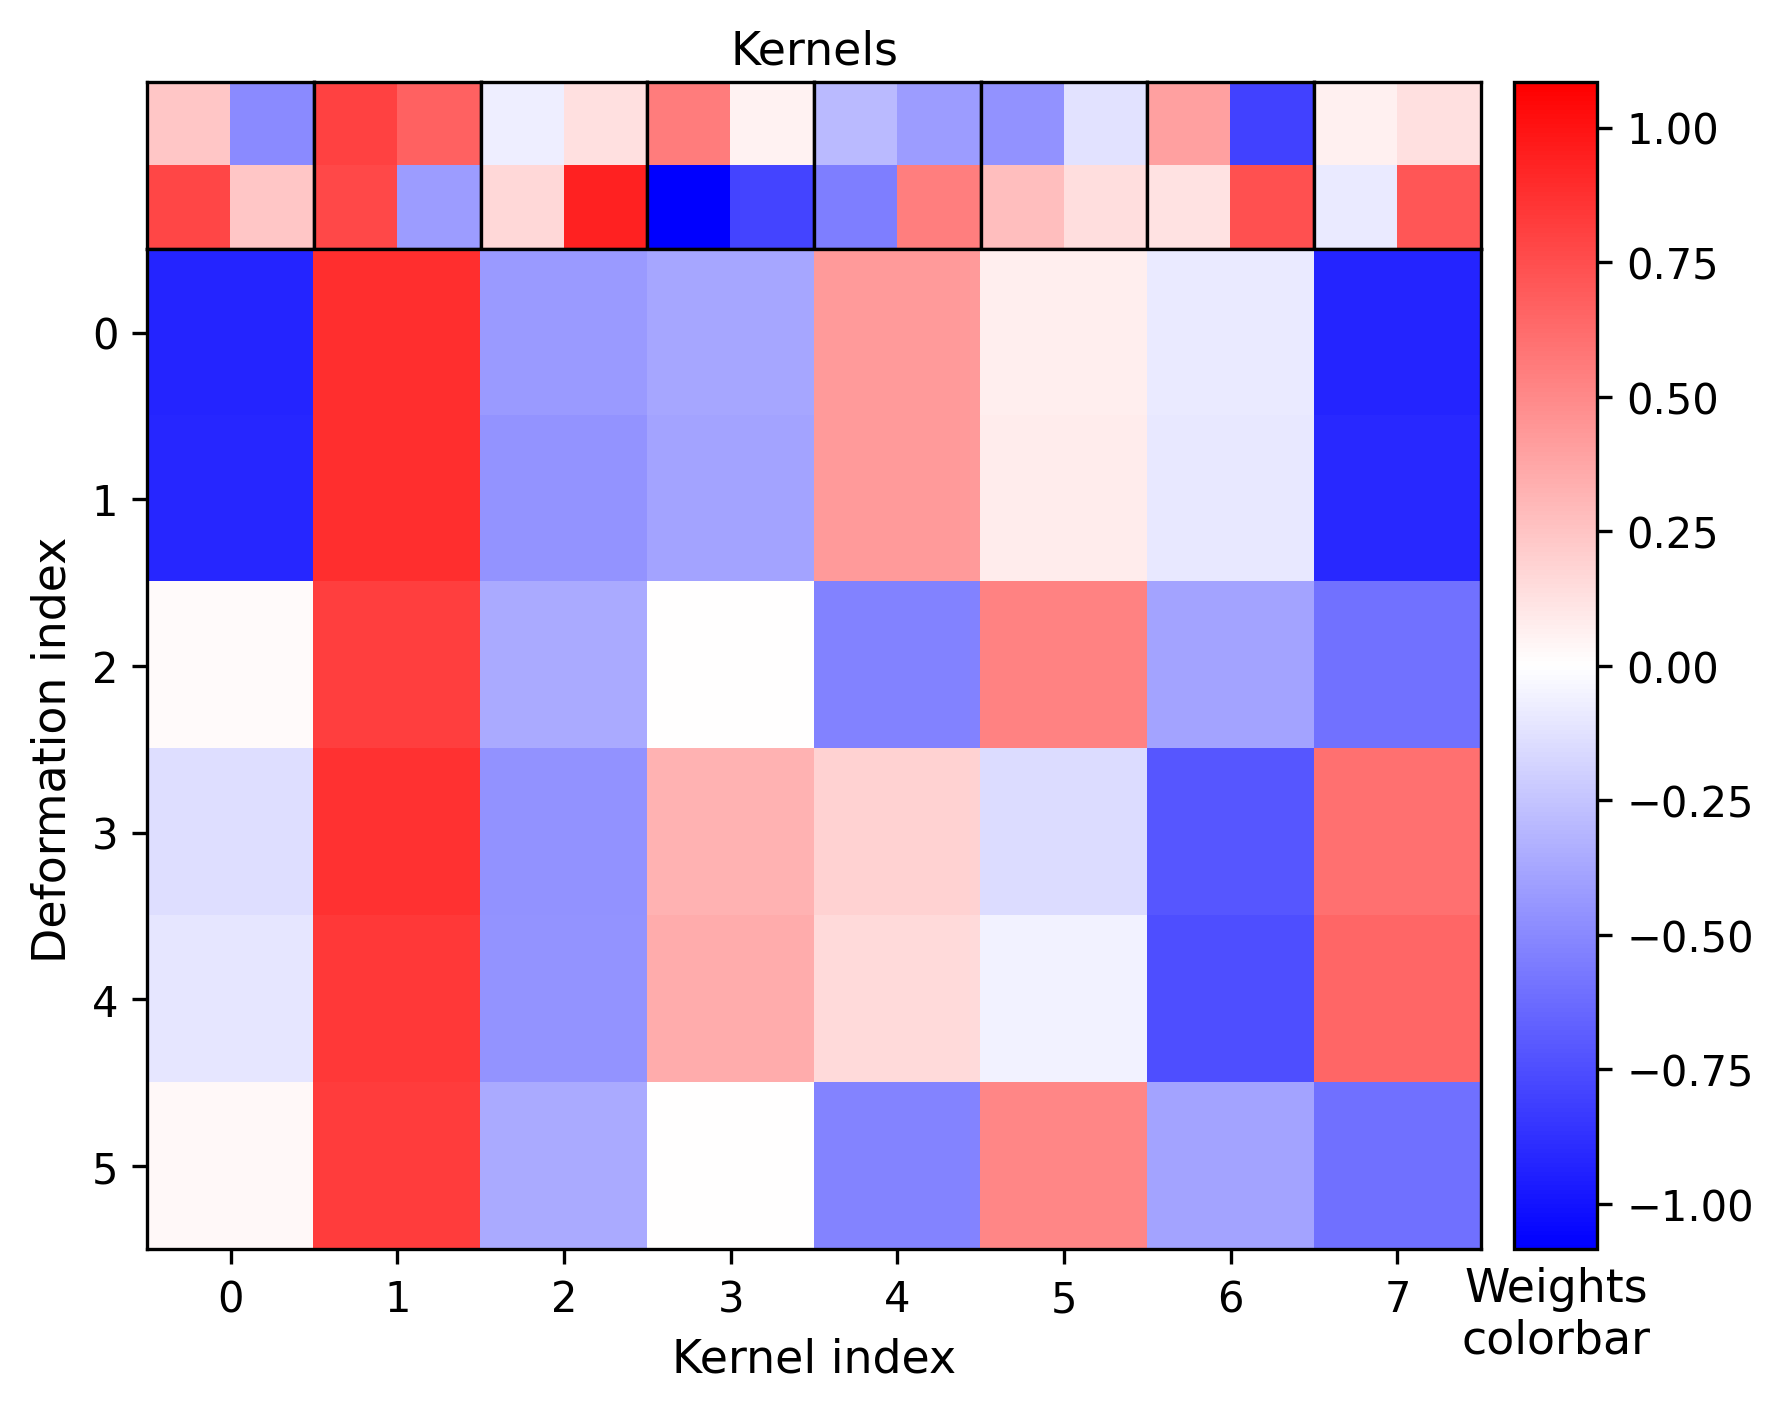 Kernels
1.00
0.75
0.50
0.25
0.00
−0.25
−0.50
−0.75
−1.00
Weights
colorbar
Deformation index
0
1
2
3
4
5
0 1 2 3 4 5 6 7
Kernel index